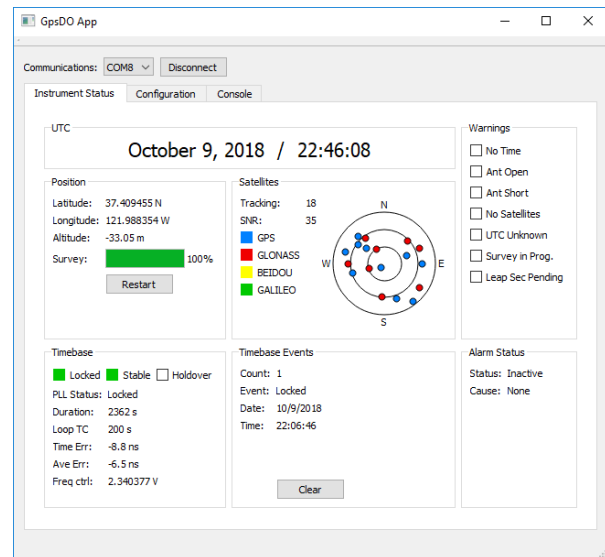 GpsDO App
Communications: COM8 Disconnect
Instrument Status Configuration Console
UTC
October 9, 2018 / 22:46:08
Position
Latitude: 37.409455 N
Longitude: 121.988354 W
Altitude: -33.05 m
Survey: 100%
Restart
Satellites
Tracking: 18
SNR: 35
GPS
GLONASS
BEIDOU
GALILEO
N
W E
S
Warnings
No Time
Ant Open
Ant Short
No Satellites
UTC Unknown
Survey in Prog.
Leap Sec Pending
Timebase
Locked Stable Holdover
PLL Status: Locked
Duration: 2362 s
Loop TC 200 s
Time Err: -8.8 ns
Ave Err: -6.5 ns
Freq ctrl: 2.340377 V
Timebase Events
Count: 1
Event: Locked
Date: 10/9/2018
Time: 22:06:46
Clear
Alarm Status
Status: Inactive
Cause: None